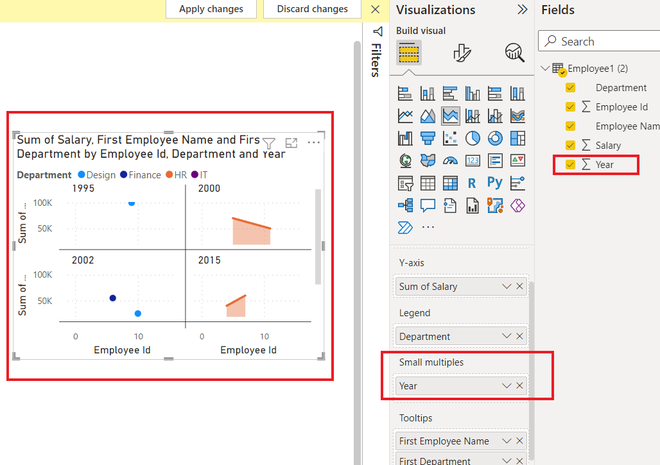 Apply changes
Discard changes
Visualizations
Fields
Build visual
Search
Filters
Employee1 (2)
Department
Employee Id
Employee Nam
Salary
Year
Sum of Salary, First Employee Name and Firs
Department by Employee Id, Department and Year
Department Design Finance HR IT
1995 2000
Sum of ...
100K
50K
2002 2015
Sum of ...
100K
50K
0 10 0 10
Employee Id Employee Id
R Py
123
Y-axis
Sum of Salary
Legend
Department
Small multiples
Year
Tooltips
First Employee Name
First Department